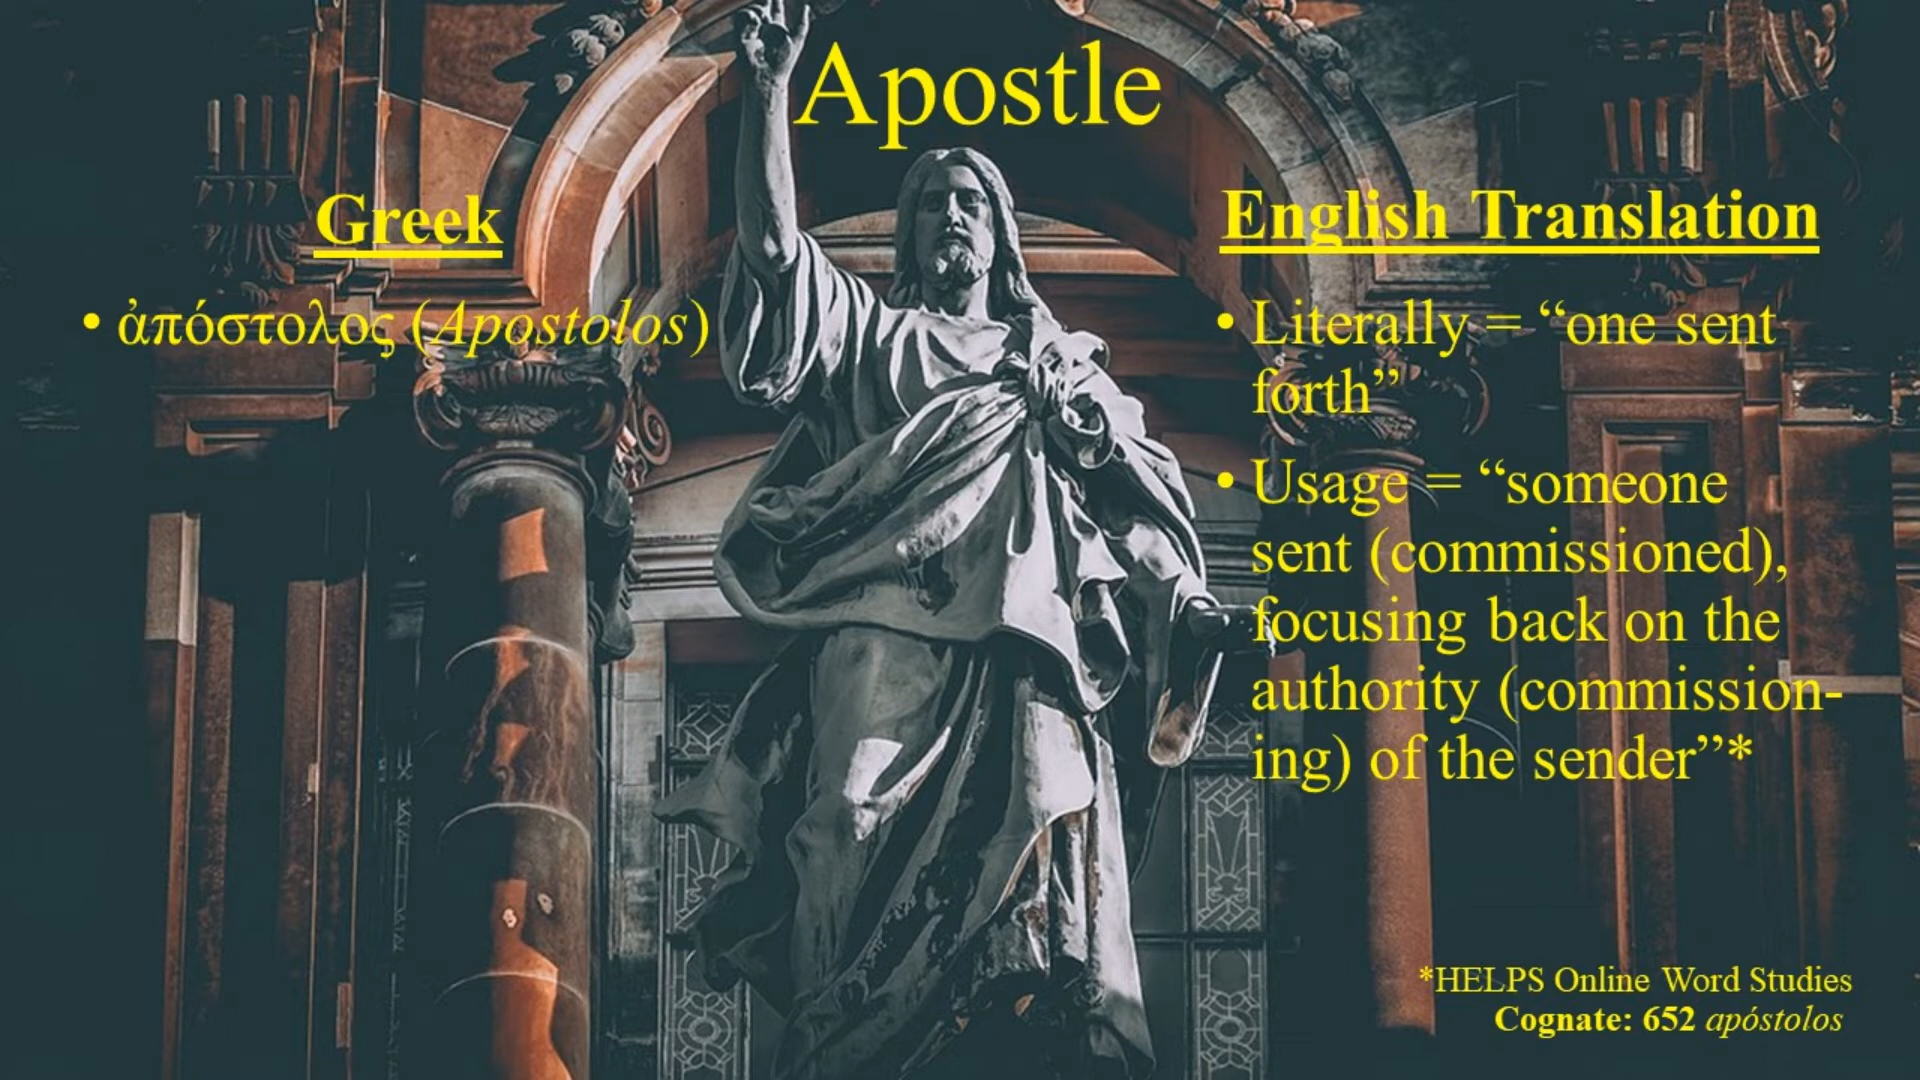 Apostle
Greek
• ἀπόστολος (Apostolos)
English Translation
• Literally = “one sent
forth”
• Usage = “someone
sent (commissioned),
focusing back on the
authority (commission-
ing) of the sender”*
*HELPS Online Word Studies
Cognate: 652 apóstolos